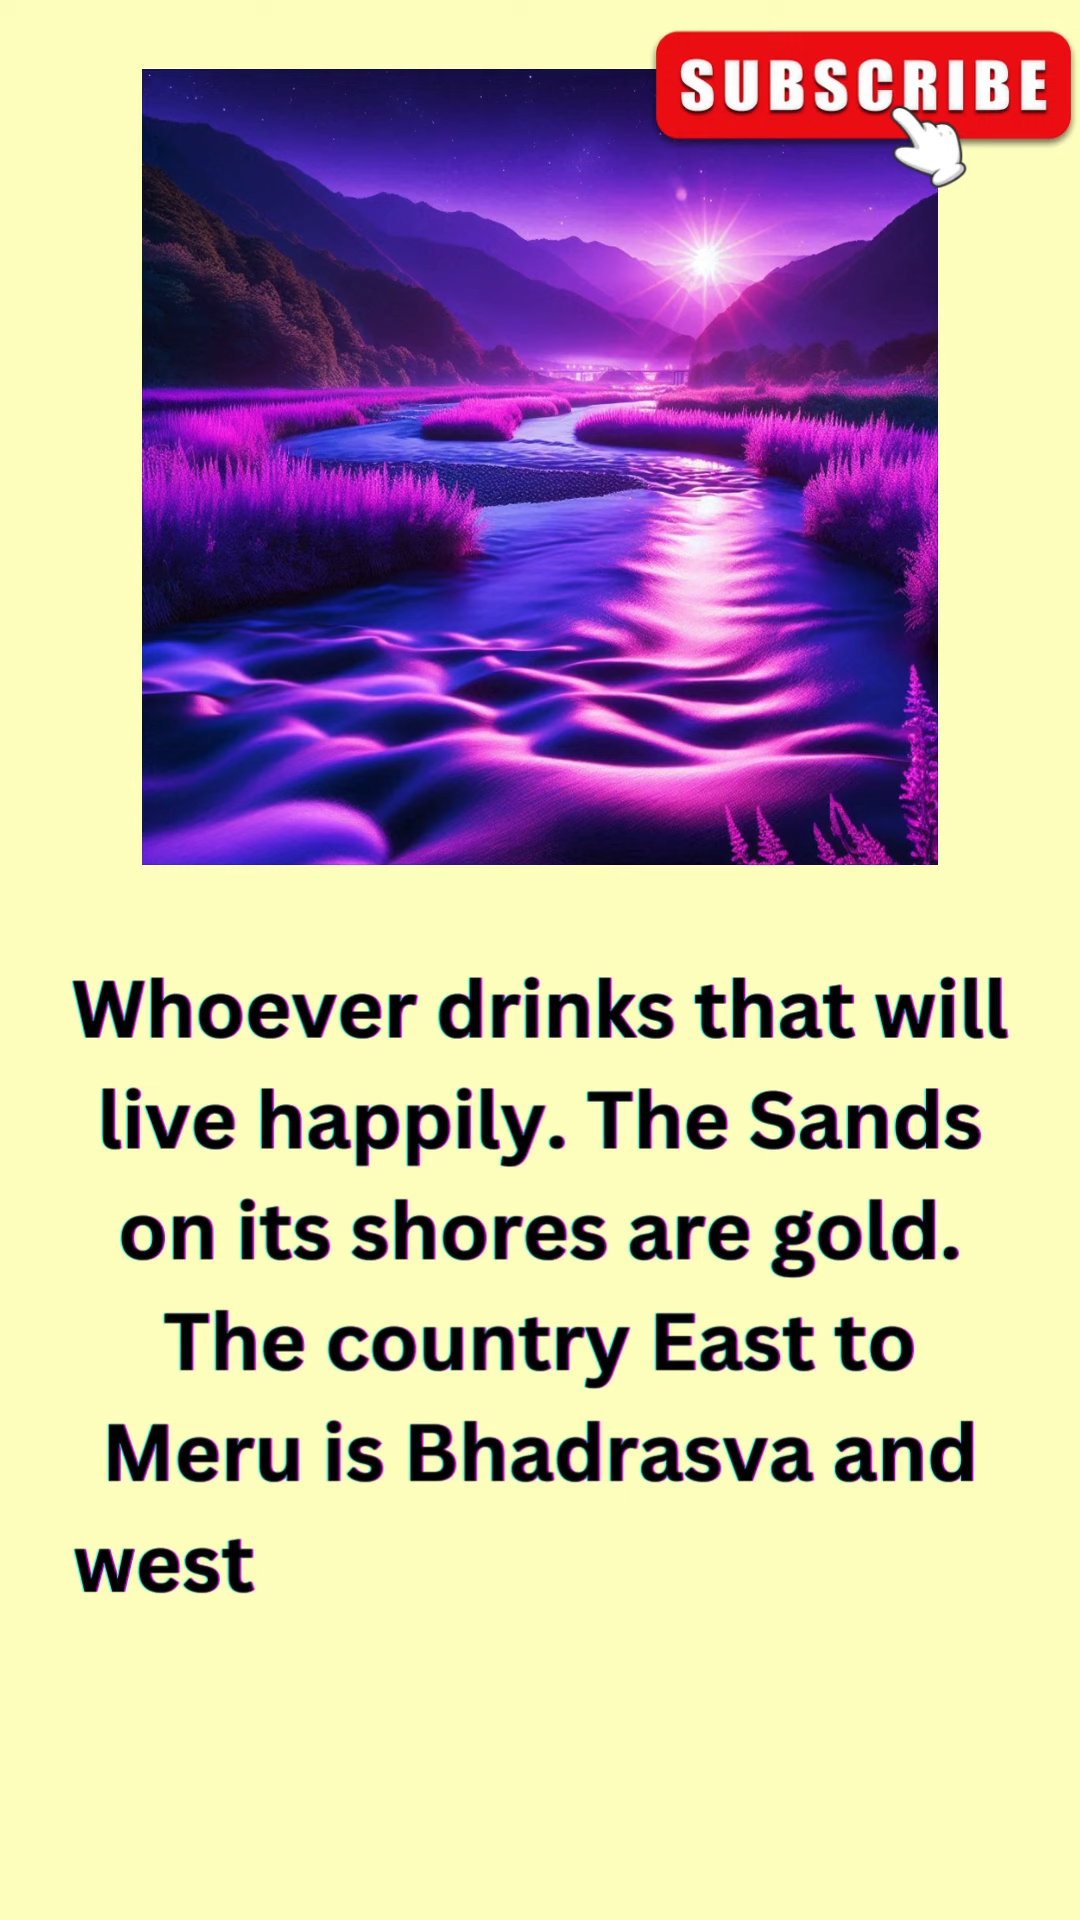 SUBSCRIBE
Whoever drinks that will
live happily. The Sands
on its shores are gold.
The country East to
Meru is Bhadrasva and
west